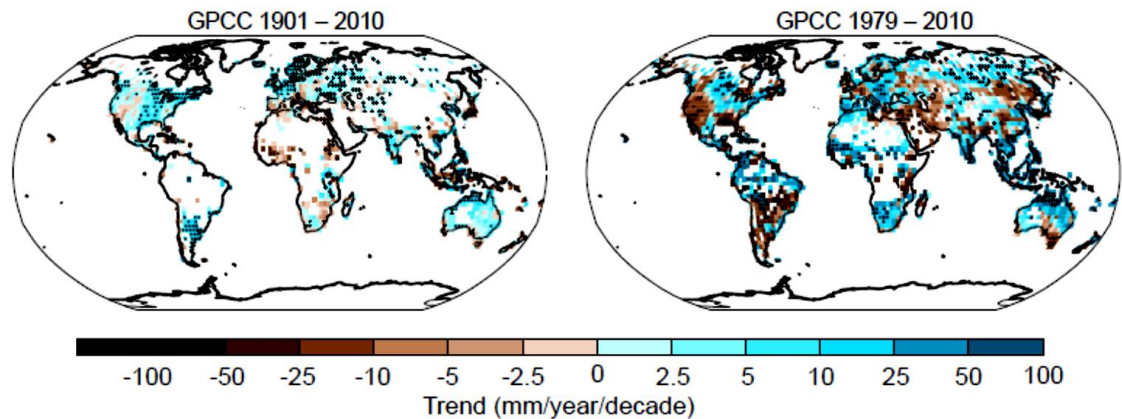 GPCC 1901 – 2010
GPCC 1979 – 2010
-100 -50 -25 -10 -5 -2.5 0 2.5 5 10 25 50 100
Trend (mm/year/decade)